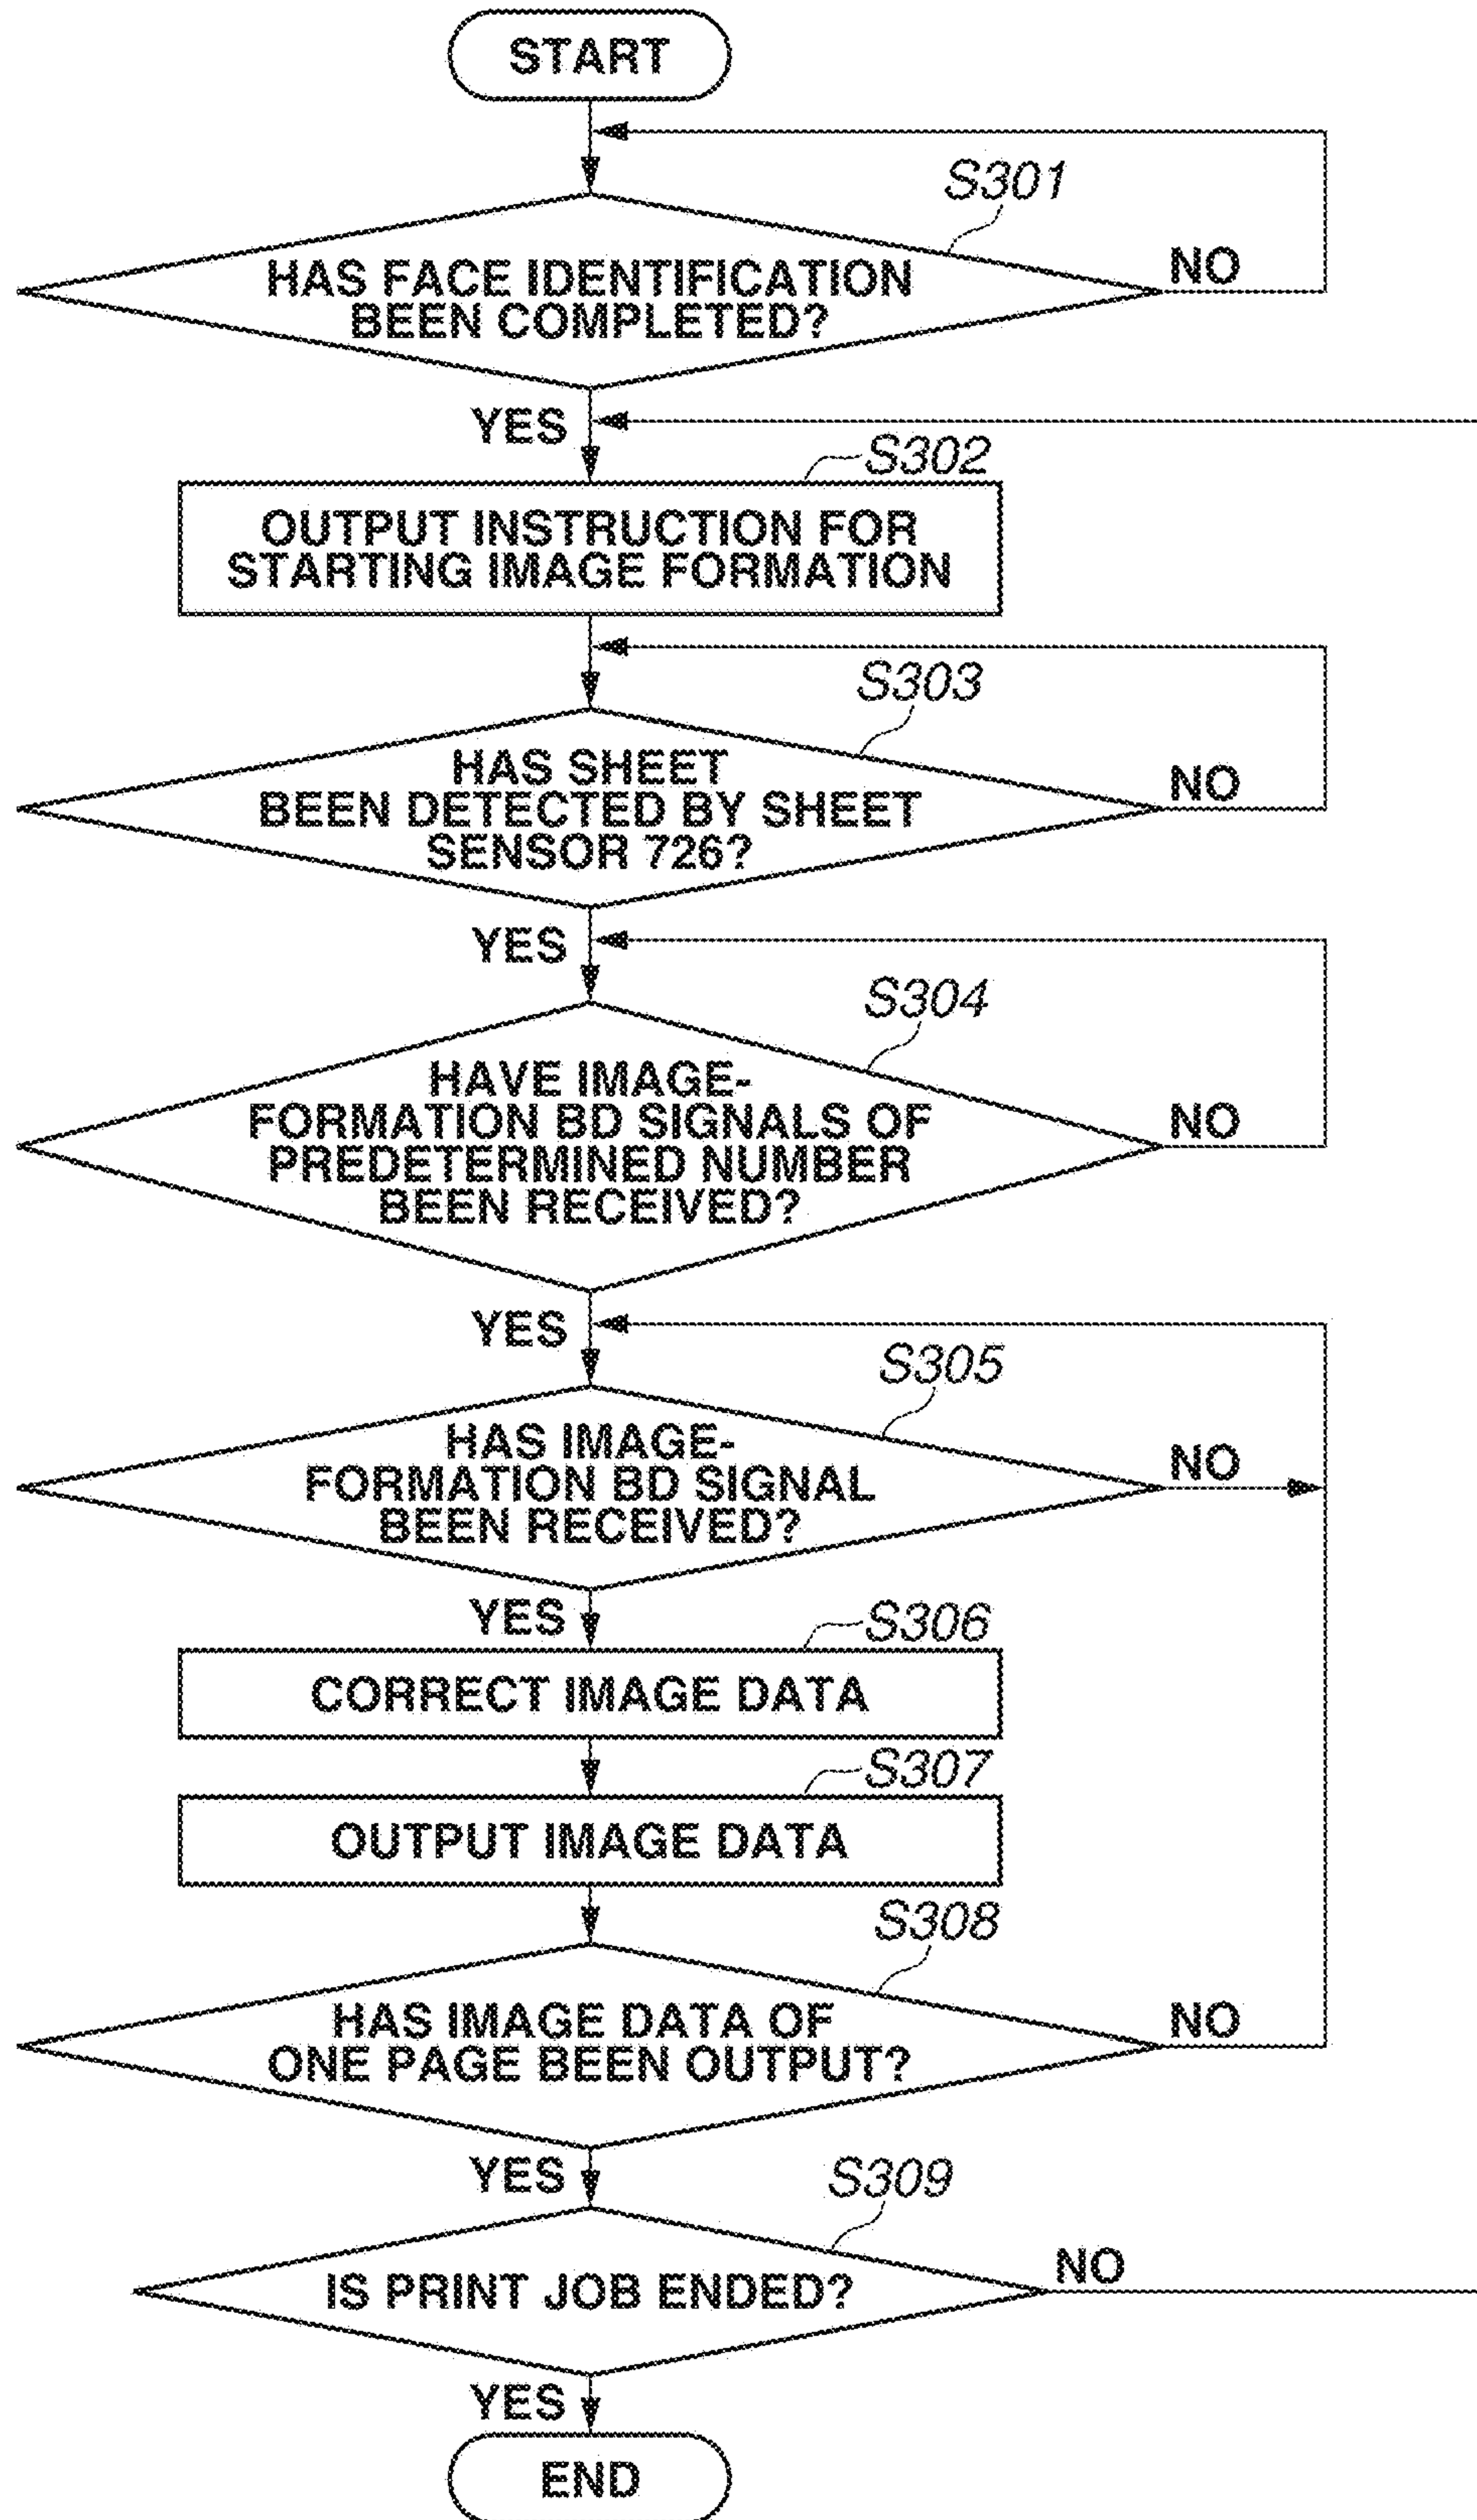 START
S301
HAS FACE IDENTIFICATION
BEEN COMPLETED?
NO
YES
S302
OUTPUT INSTRUCTION FOR
STARTING IMAGE FORMATION
S303
HAS SHEET
BEEN DETECTED BY SHEET
SENSOR 726?
NO
YES
S304
HAVE IMAGE-
FORMATION BD SIGNALS OF
PREDETERMINED NUMBER
BEEN RECEIVED?
NO
YES
S305
HAS IMAGE-
FORMATION BD SIGNAL
BEEN RECEIVED?
NO
YES
S306
CORRECT IMAGE DATA
S307
OUTPUT IMAGE DATA
S308
HAS IMAGE DATA OF
ONE PAGE BEEN OUTPUT?
NO
YES
S309
IS PRINT JOB ENDED?
NO
YES
END